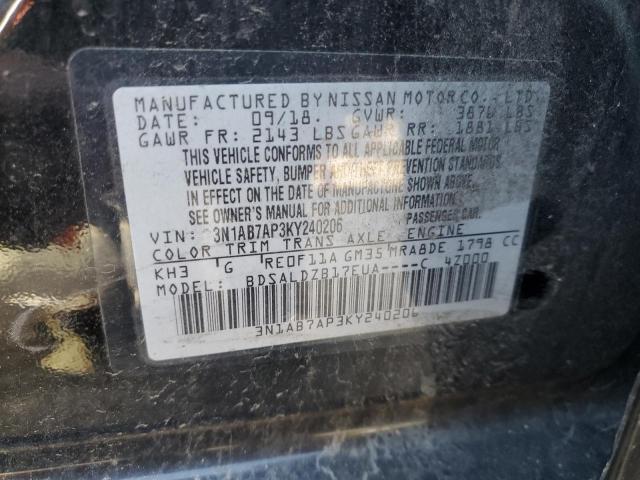 MANUFACTURED BY NISSAN MOTOR CO., LTD.
DATE: 09/18. GVWR: 3876 LBS
GAWR FR: 2143 LBS GAWR RR: 1881 LBS
THIS VEHICLE CONFORMS TO ALL APPLICABLE FEDERAL MOTOR
VEHICLE SAFETY, BUMPER AND THEFT PREVENTION STANDARDS
IN EFFECT ON THE DATE OF MANUFACTURE SHOWN ABOVE.
SEE OWNER'S MANUAL FOR ADDITIONAL INFORMATION.
VIN: 3N1AB7AP3KY240206 PASSENGER CAR.
COLOR TRIM TRANS AXLE ENGINE
KH3 G RE0F11A GM35 MRA8DE 1798 CC
MODEL: BDSALDZB17EUA----C 4Z000
3N1AB7AP3KY240206